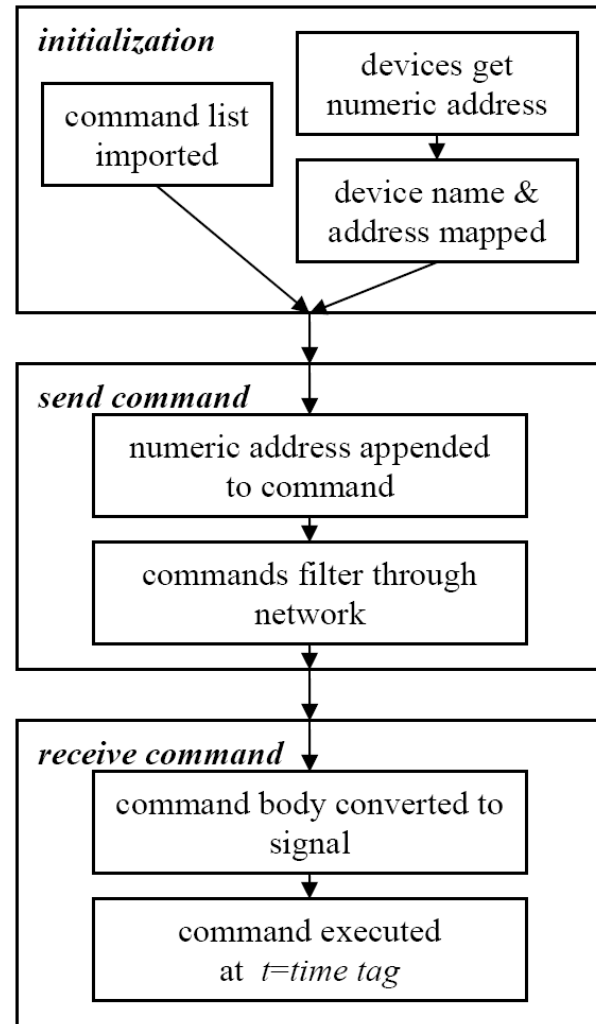 initialization
command list
imported
devices get
numeric address
device name &
address mapped
send command
numeric address appended
to command
commands filter through
network
receive command
command body converted to
signal
command executed
at t=time tag